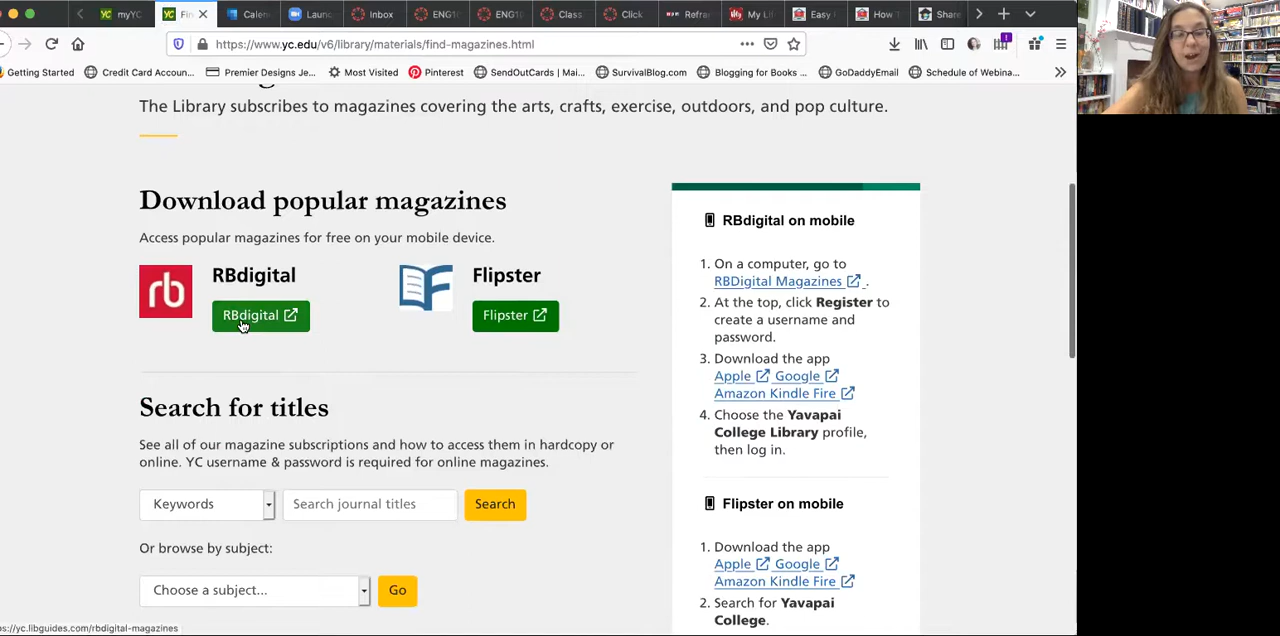 myYC
Fin
Calen
Launc
Inbox
ENG1
ENG1
Class
Click
Refra
My Li
Easy
How T
Share
https://www.yc.edu/v6/library/materials/find-magazines.html
Getting Started
Credit Card Accoun...
Premier Designs Je...
Most Visited
Pinterest
SendOutCards | Mai...
SurvivalBlog.com
Blogging for Books ...
GoDaddyEmail
Schedule of Webina...
The Library subscribes to magazines covering the arts, crafts, exercise, outdoors, and pop culture.
Download popular magazines
Access popular magazines for free on your mobile device.
rb
RBdigital
RBdigital
Flipster
Flipster
Search for titles
See all of our magazine subscriptions and how to access them in hardcopy or
online. YC username & password is required for online magazines.
Keywords
Search journal titles
Search
Or browse by subject:
Choose a subject...
Go
RBdigital on mobile
1. On a computer, go to
RBDigital Magazines .
2. At the top, click Register to
create a username and
password.
3. Download the app
Apple Google
Amazon Kindle Fire
4. Choose the Yavapai
College Library profile,
then log in.
Flipster on mobile
1. Download the app
Apple Google
Amazon Kindle Fire
2. Search for Yavapai
College.
ps://yc.libguides.com/rbdigital-magazines